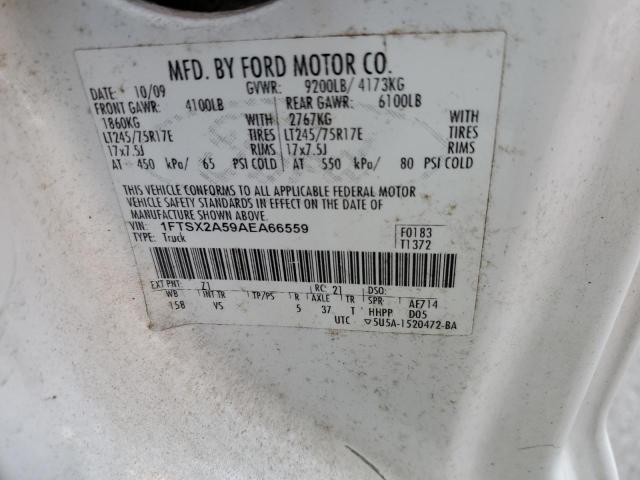 MFD. BY FORD MOTOR CO.
DATE: 10/09 GVWR: 9200LB/ 4173KG
FRONT GAWR: 4100LB REAR GAWR: 6100LB
1860KG WITH 2767KG WITH
LT245/75R17E TIRES LT245/75R17E TIRES
17x7.5J RIMS 17x7.5J RIMS
AT 450 kPa/ 65 PSI COLD AT 550 kPa/ 80 PSI COLD
THIS VEHICLE CONFORMS TO ALL APPLICABLE FEDERAL MOTOR
VEHICLE SAFETY STANDARDS IN EFFECT ON THE DATE OF
MANUFACTURE SHOWN ABOVE.
VIN: 1FTSX2A59AEA66559 F0183
TYPE: Truck T1372
EXT PNT: Z1 RC: 21 DSO:
WB INT TR TP/PS R AXLE TR SPR AF714
158 VS 5 37 T HHPP D05
UTC ▽5U5A-1520472-BA